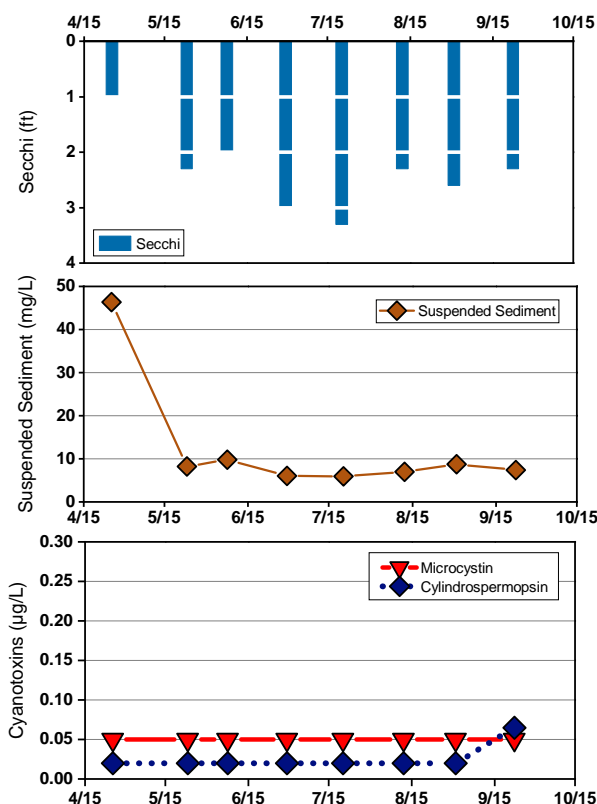 4/15 5/15 6/15 7/15 8/15 9/15 10/15
0
1
2
3
4
Secchi (ft)
Secchi
50
40
30
20
10
0
Suspended Sediment (mg/L)
Suspended Sediment
4/15 5/15 6/15 7/15 8/15 9/15 10/15
0.30
0.25
0.20
0.15
0.10
0.05
0.00
Cyanotoxins (µg/L)
Microcystin
Cylindrospermopsin
4/15 5/15 6/15 7/15 8/15 9/15 10/15